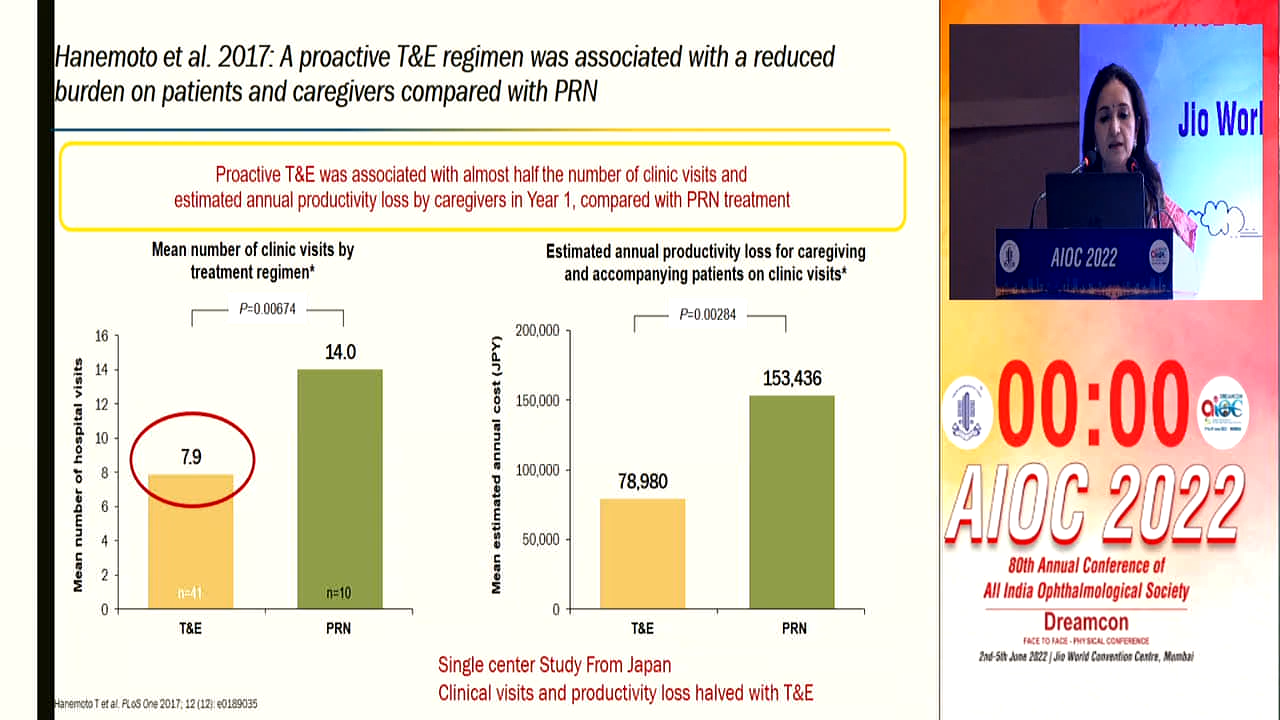 Hanemoto et al. 2017: A proactive T&E regimen was associated with a reduced
burden on patients and caregivers compared with PRN
Proactive T&E was associated with almost half the number of clinic visits and
estimated annual productivity loss by caregivers in Year 1, compared with PRN treatment
Mean number of clinic visits by
treatment regimen*
P=0.00674
Mean number of hospital visits
16
14
12
10
8
6
4
2
0
7.9
14.0
n=41
n=10
T&E
PRN
Estimated annual productivity loss for caregiving
and accompanying patients on clinic visits*
P=0.00284
Mean estimated annual cost (JPY)
200,000
150,000
100,000
50,000
0
78,980
153,436
T&E
PRN
Single center Study From Japan
Clinical visits and productivity loss halved with T&E
Hanemoto T et al. PLoS One 2017; 12 (12): e0189035
Jio Worl
AIOC 2022
00:00
AIOC 2022
80th Annual Conference of
All India Ophthalmological Society
Dreamcon
FACE TO FACE - PHYSICAL CONFERENCE
2nd-5th June 2022 | Jio World Convention Centre, Mumbai